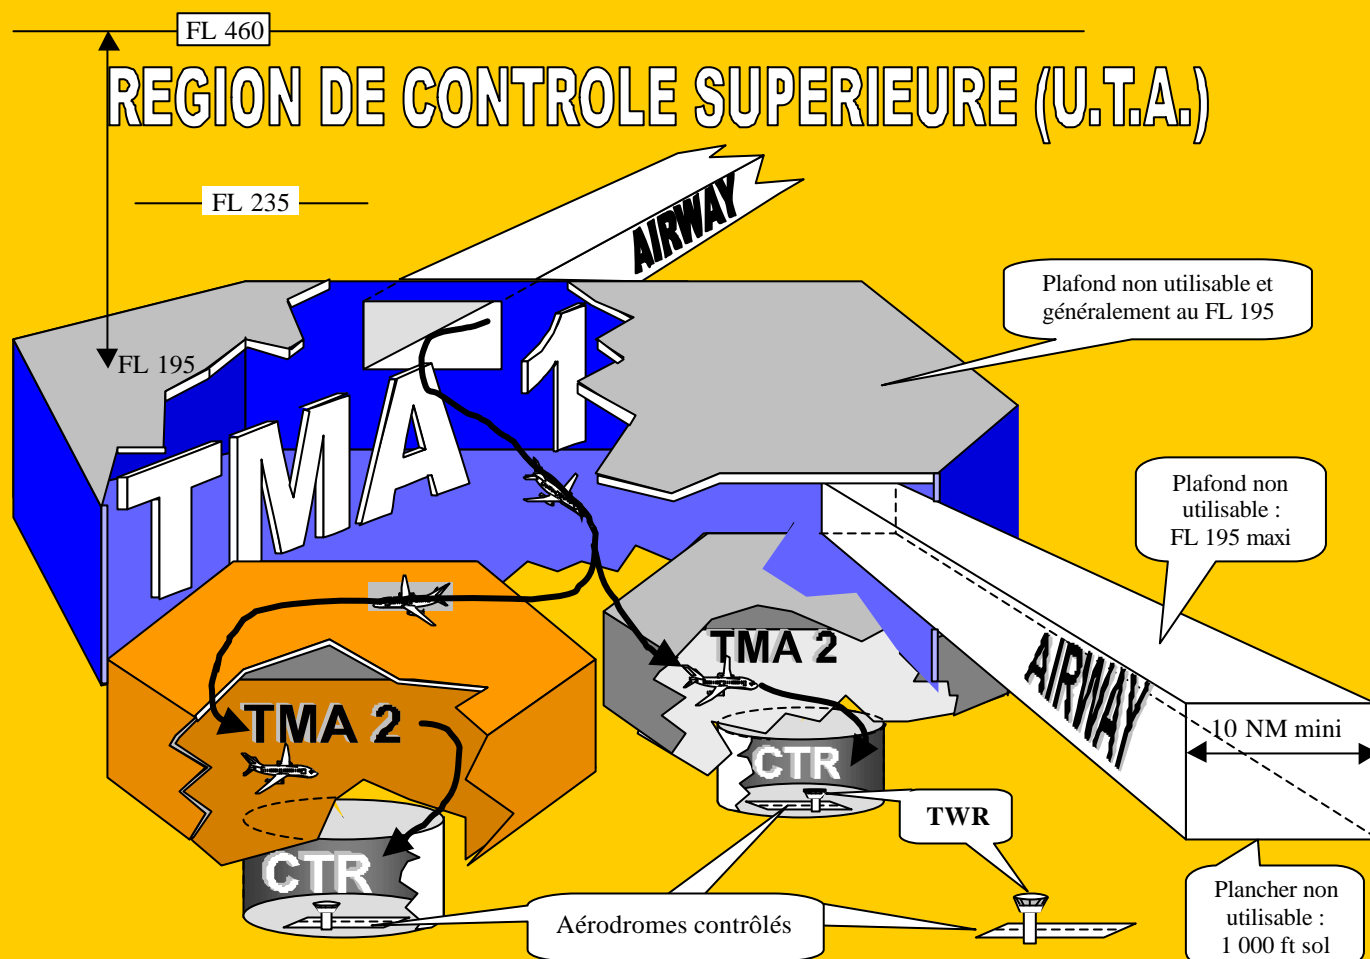 FL 460
REGION DE CONTROLE SUPERIEURE (U.T.A.)
FL 235
AIRWAY
Plafond non utilisable et
généralement au FL 195
FL 195
TMA 1
Plafond non
utilisable :
FL 195 maxi
TMA 2
AIRWAY
TMA 2
10 NM mini
CTR
TWR
CTR
Plancher non
utilisable :
1 000 ft sol
Aérodromes contrôlés